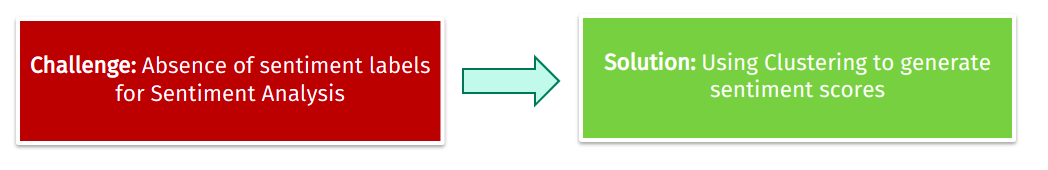 Challenge: Absence of sentiment labels
for Sentiment Analysis
Solution: Using Clustering to generate
sentiment scores